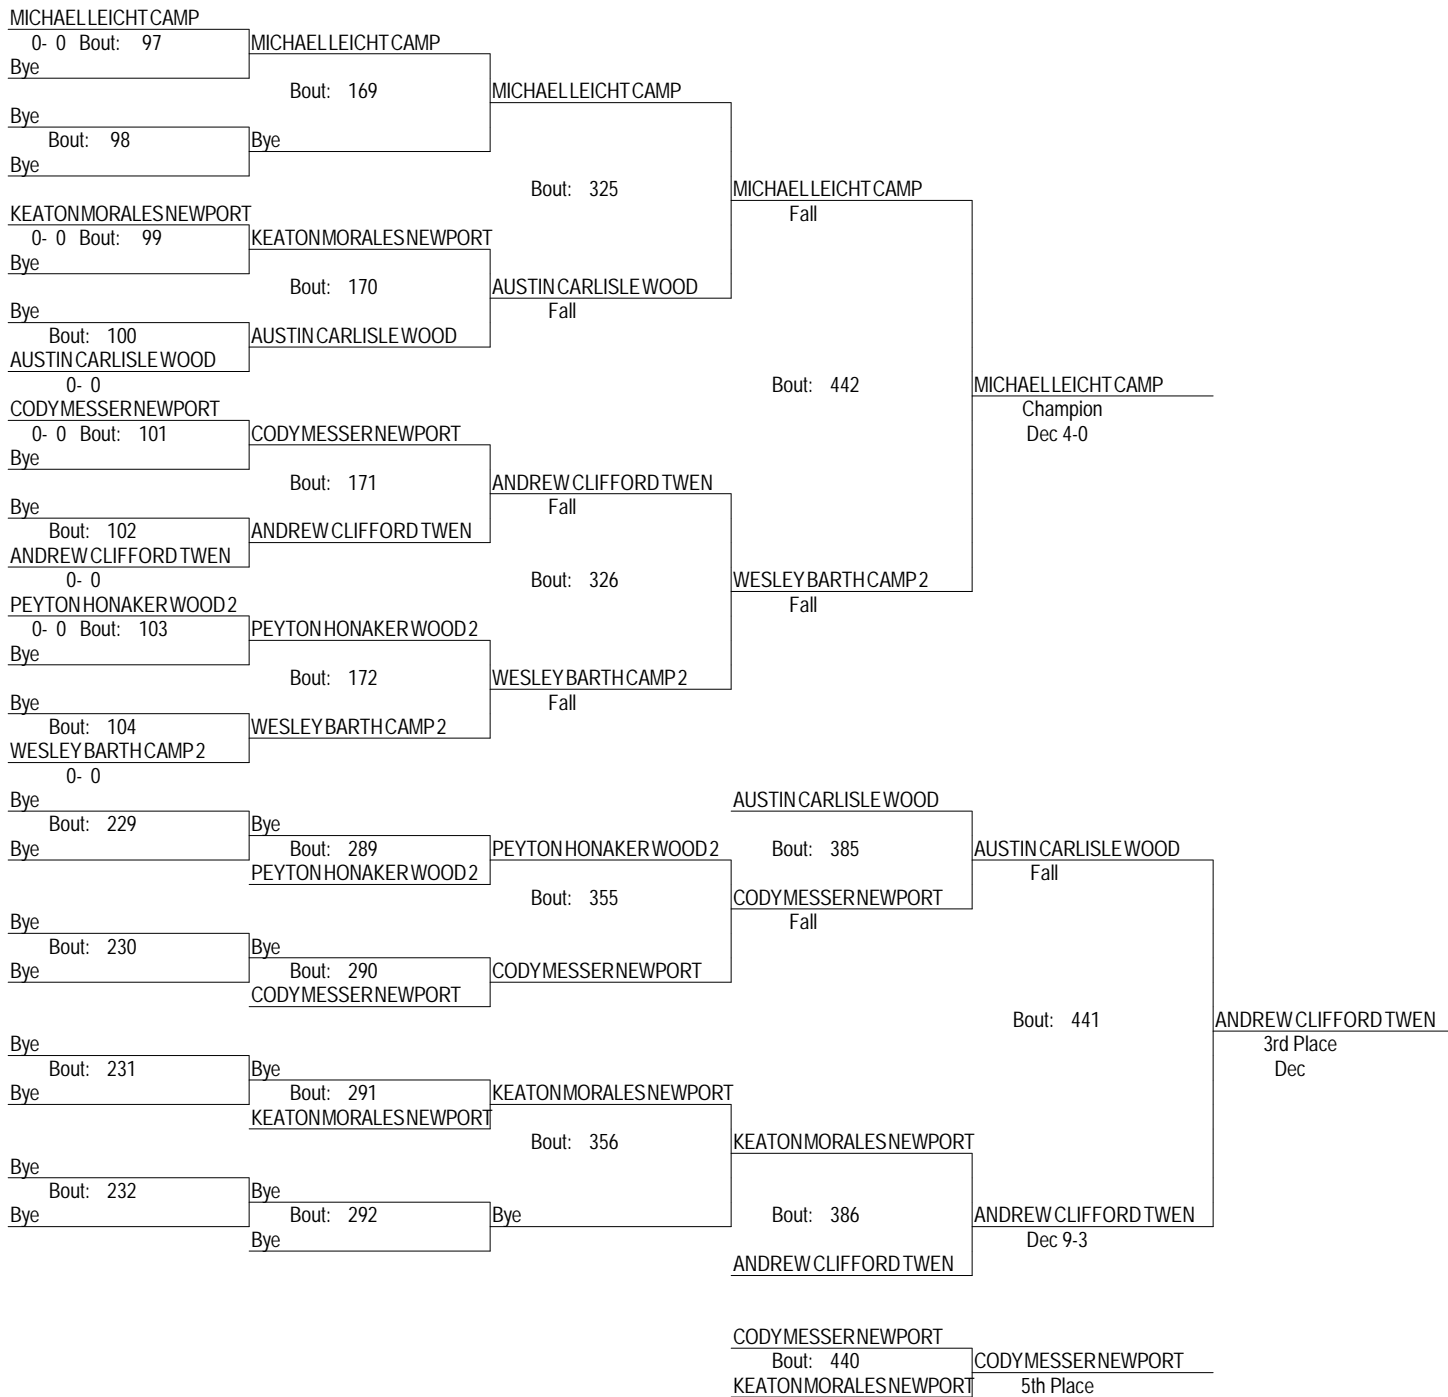 MICHAEL LEICHT CAMP
0- 0 Bout: 97 MICHAEL LEICHT CAMP
Bye
Bout: 169 MICHAEL LEICHT CAMP
Bye
Bout: 98 Bye
Bye
Bout: 325 MICHAEL LEICHT CAMP
KEATON MORALES NEWPORT Fall
0- 0 Bout: 99 KEATON MORALES NEWPORT
Bye
Bout: 170 AUSTIN CARLISLE WOOD
Bye Fall
Bout: 100 AUSTIN CARLISLE WOOD
AUSTIN CARLISLE WOOD
0- 0 Bout: 442 MICHAEL LEICHT CAMP
CODY MESSER NEWPORT Champion
0- 0 Bout: 101 CODY MESSER NEWPORT Dec 4-0
Bye
Bout: 171 ANDREW CLIFFORD TWEN
Bye Fall
Bout: 102 ANDREW CLIFFORD TWEN
ANDREW CLIFFORD TWEN
0- 0 Bout: 326 WESLEY BARTH CAMP 2
PEYTON HONAKER WOOD 2 Fall
0- 0 Bout: 103 PEYTON HONAKER WOOD 2
Bye
Bout: 172 WESLEY BARTH CAMP 2
Bye Fall
Bout: 104 WESLEY BARTH CAMP 2
WESLEY BARTH CAMP 2
0- 0
Bye AUSTIN CARLISLE WOOD
Bout: 229 Bye
Bye Bout: 289 PEYTON HONAKER WOOD 2 Bout: 385 AUSTIN CARLISLE WOOD
PEYTON HONAKER WOOD 2 Fall
Bout: 355 CODY MESSER NEWPORT
Bye Fall
Bout: 230 Bye
Bye Bout: 290 CODY MESSER NEWPORT
CODY MESSER NEWPORT
Bout: 441 ANDREW CLIFFORD TWEN
Bye 3rd Place
Bout: 231 Bye Dec
Bye Bout: 291 KEATON MORALES NEWPORT
KEATON MORALES NEWPORT
Bout: 356 KEATON MORALES NEWPORT
Bye
Bout: 232 Bye
Bye Bout: 292 Bye Bout: 386 ANDREW CLIFFORD TWEN
Bye Dec 9-3
ANDREW CLIFFORD TWEN
CODY MESSER NEWPORT
Bout: 440 CODY MESSER NEWPORT
KEATON MORALES NEWPORT 5th Place